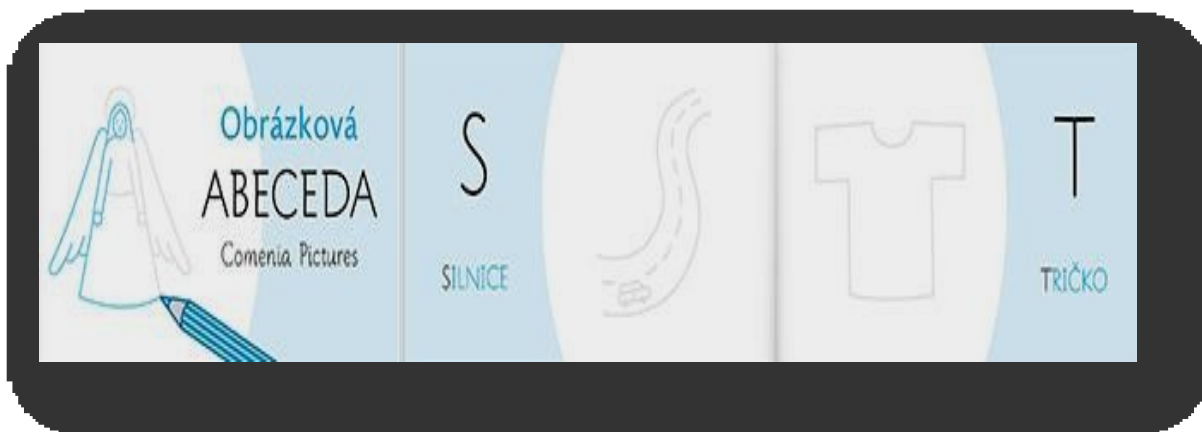 Obrázková
ABECEDA
Comenia Pictures
S
SILNICE
T
TRIČKO